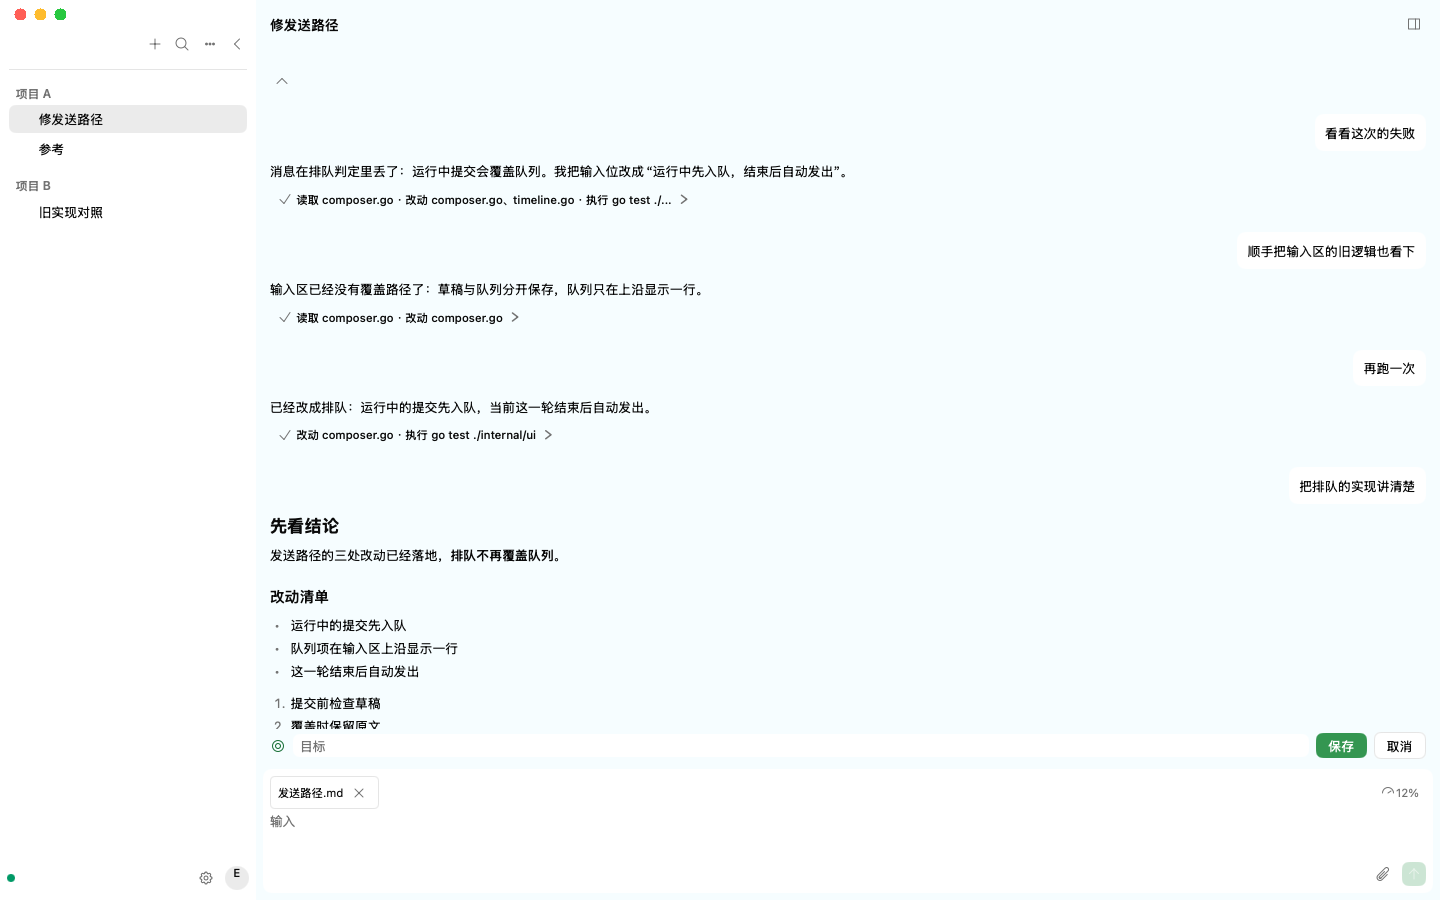 修发送路径
项目 A
修发送路径
参考
项目 B
旧实现对照
看看这次的失败
消息在排队判定里丢了：运行中提交会覆盖队列。我把输入位改成“运行中先入队，结束后自动发出”。
读取 composer.go · 改动 composer.go、timeline.go · 执行 go test ./...
顺手把输入区的旧逻辑也看下
输入区已经没有覆盖路径了：草稿与队列分开保存，队列只在上沿显示一行。
读取 composer.go · 改动 composer.go
再跑一次
已经改成排队：运行中的提交先入队，当前这一轮结束后自动发出。
改动 composer.go · 执行 go test ./internal/ui
把排队的实现讲清楚
先看结论
发送路径的三处改动已经落地，排队不再覆盖队列。
改动清单
• 运行中的提交先入队
• 队列项在输入区上沿显示一行
• 这一轮结束后自动发出
1. 提交前检查草稿
2. 覆盖时保留原文
目标
保存
取消
发送路径.md
12%
输入
E